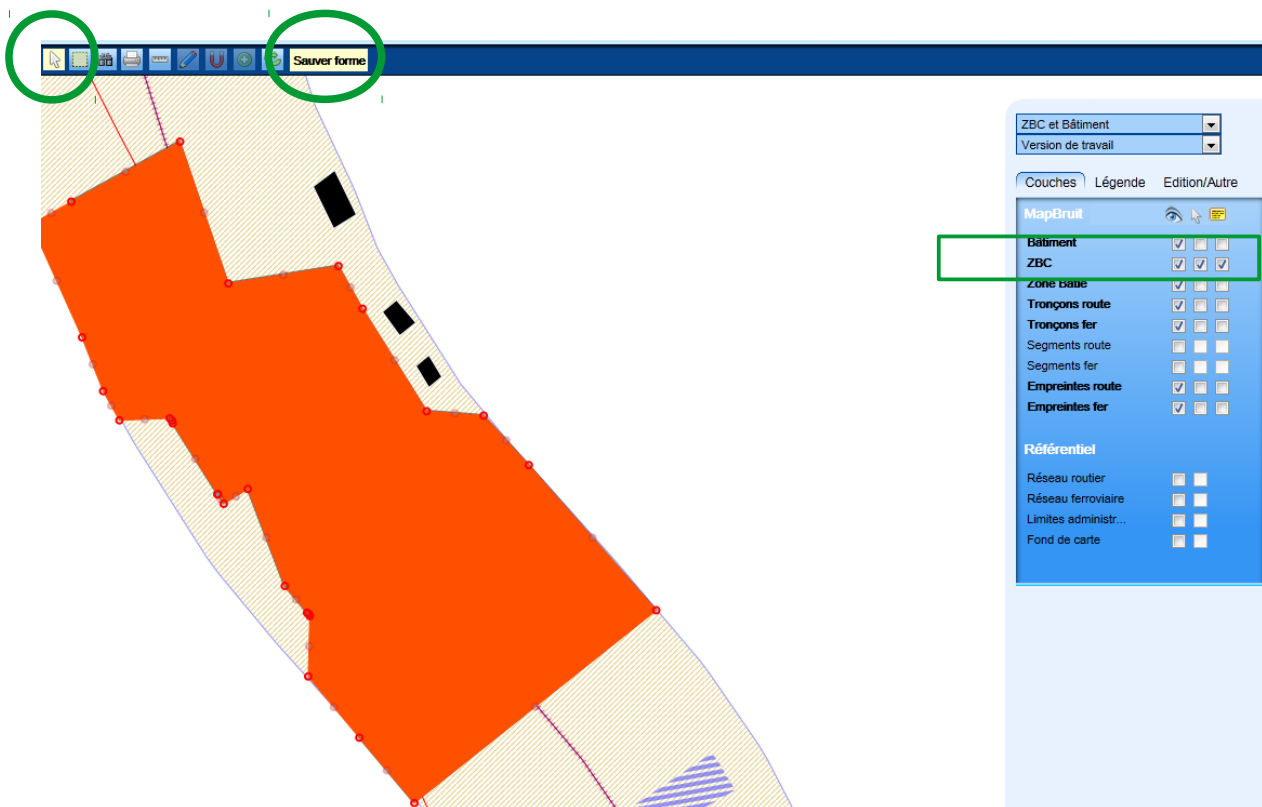 Sauver forme
ZBC et Bâtiment
Version de travail
Couches Légende Edition/Autre
MapBruit
Bâtiment
ZBC
Zone Bâtie
Tronçons route
Tronçons fer
Segments route
Segments fer
Empreintes route
Empreintes fer
Référentiel
Réseau routier
Réseau ferroviaire
Limites administr...
Fond de carte